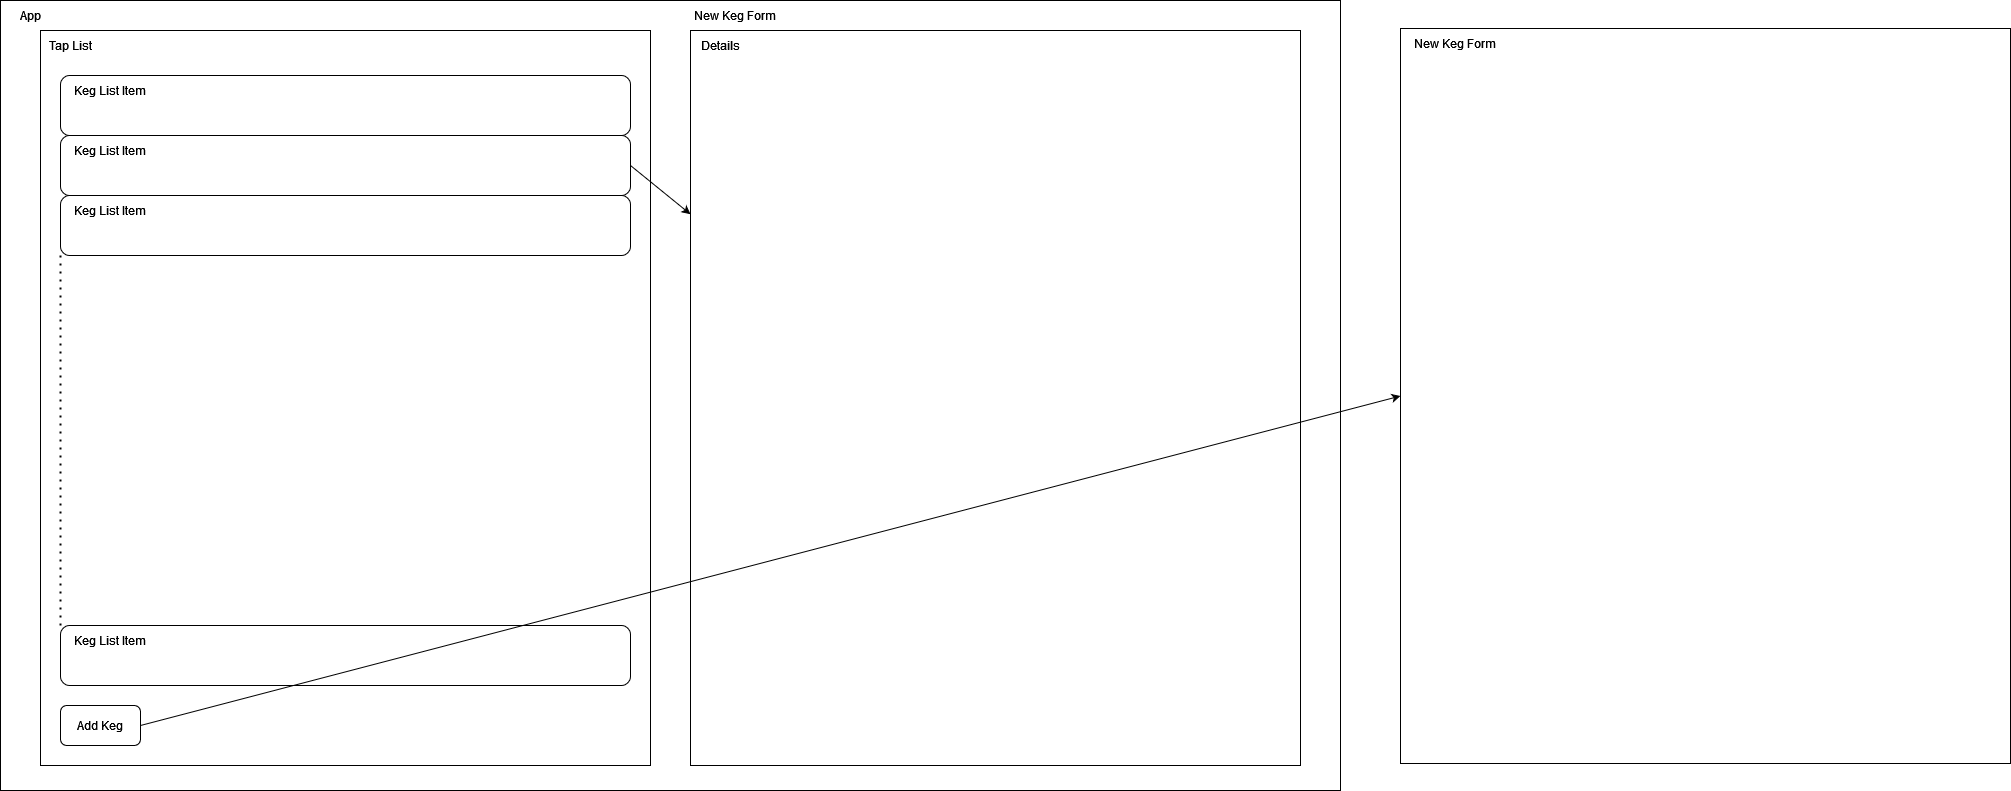 App
New Keg Form
Tap List
Details
New Keg Form
Keg List Item
Keg List Item
Keg List Item
Keg List Item
Add Keg